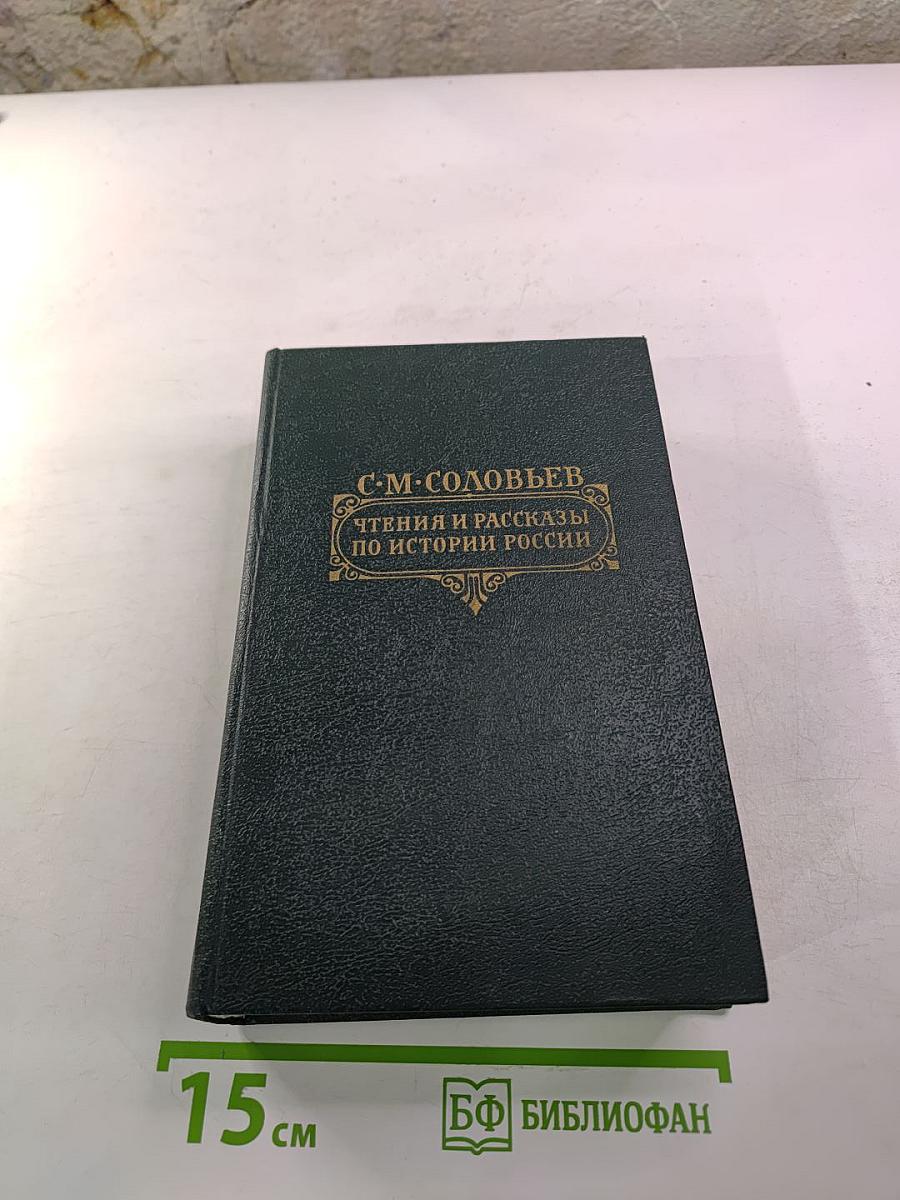 С·М·СОЛОВЬЕВ
ЧТЕНИЯ И РАССКАЗЫ
ПО ИСТОРИИ РОССИИ
15 см
БФ БИБЛИОФАН